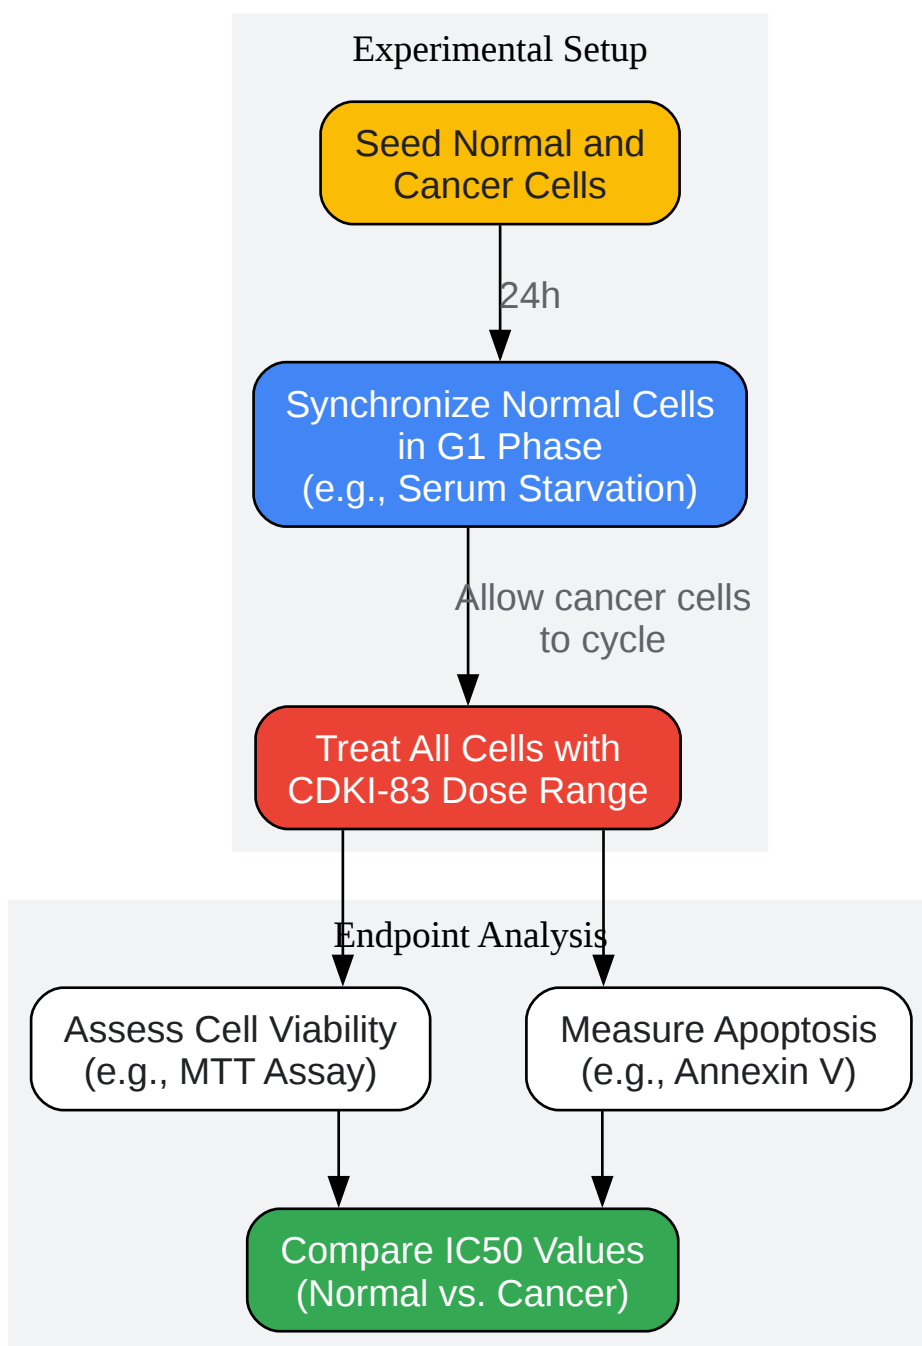 Experimental Setup
Seed Normal and
Cancer Cells
24h
Synchronize Normal Cells
in G1 Phase
(e.g., Serum Starvation)
Allow cancer cells
to cycle
Treat All Cells with
CDKI-83 Dose Range
Endpoint Analysis
Assess Cell Viability
(e.g., MTT Assay)
Measure Apoptosis
(e.g., Annexin V)
Compare IC50 Values
(Normal vs. Cancer)